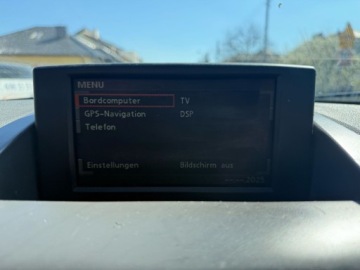 MENU
Bordcomputer TV
GPS-Navigation DSP
Telefon
Einstellungen Bildschirm aus